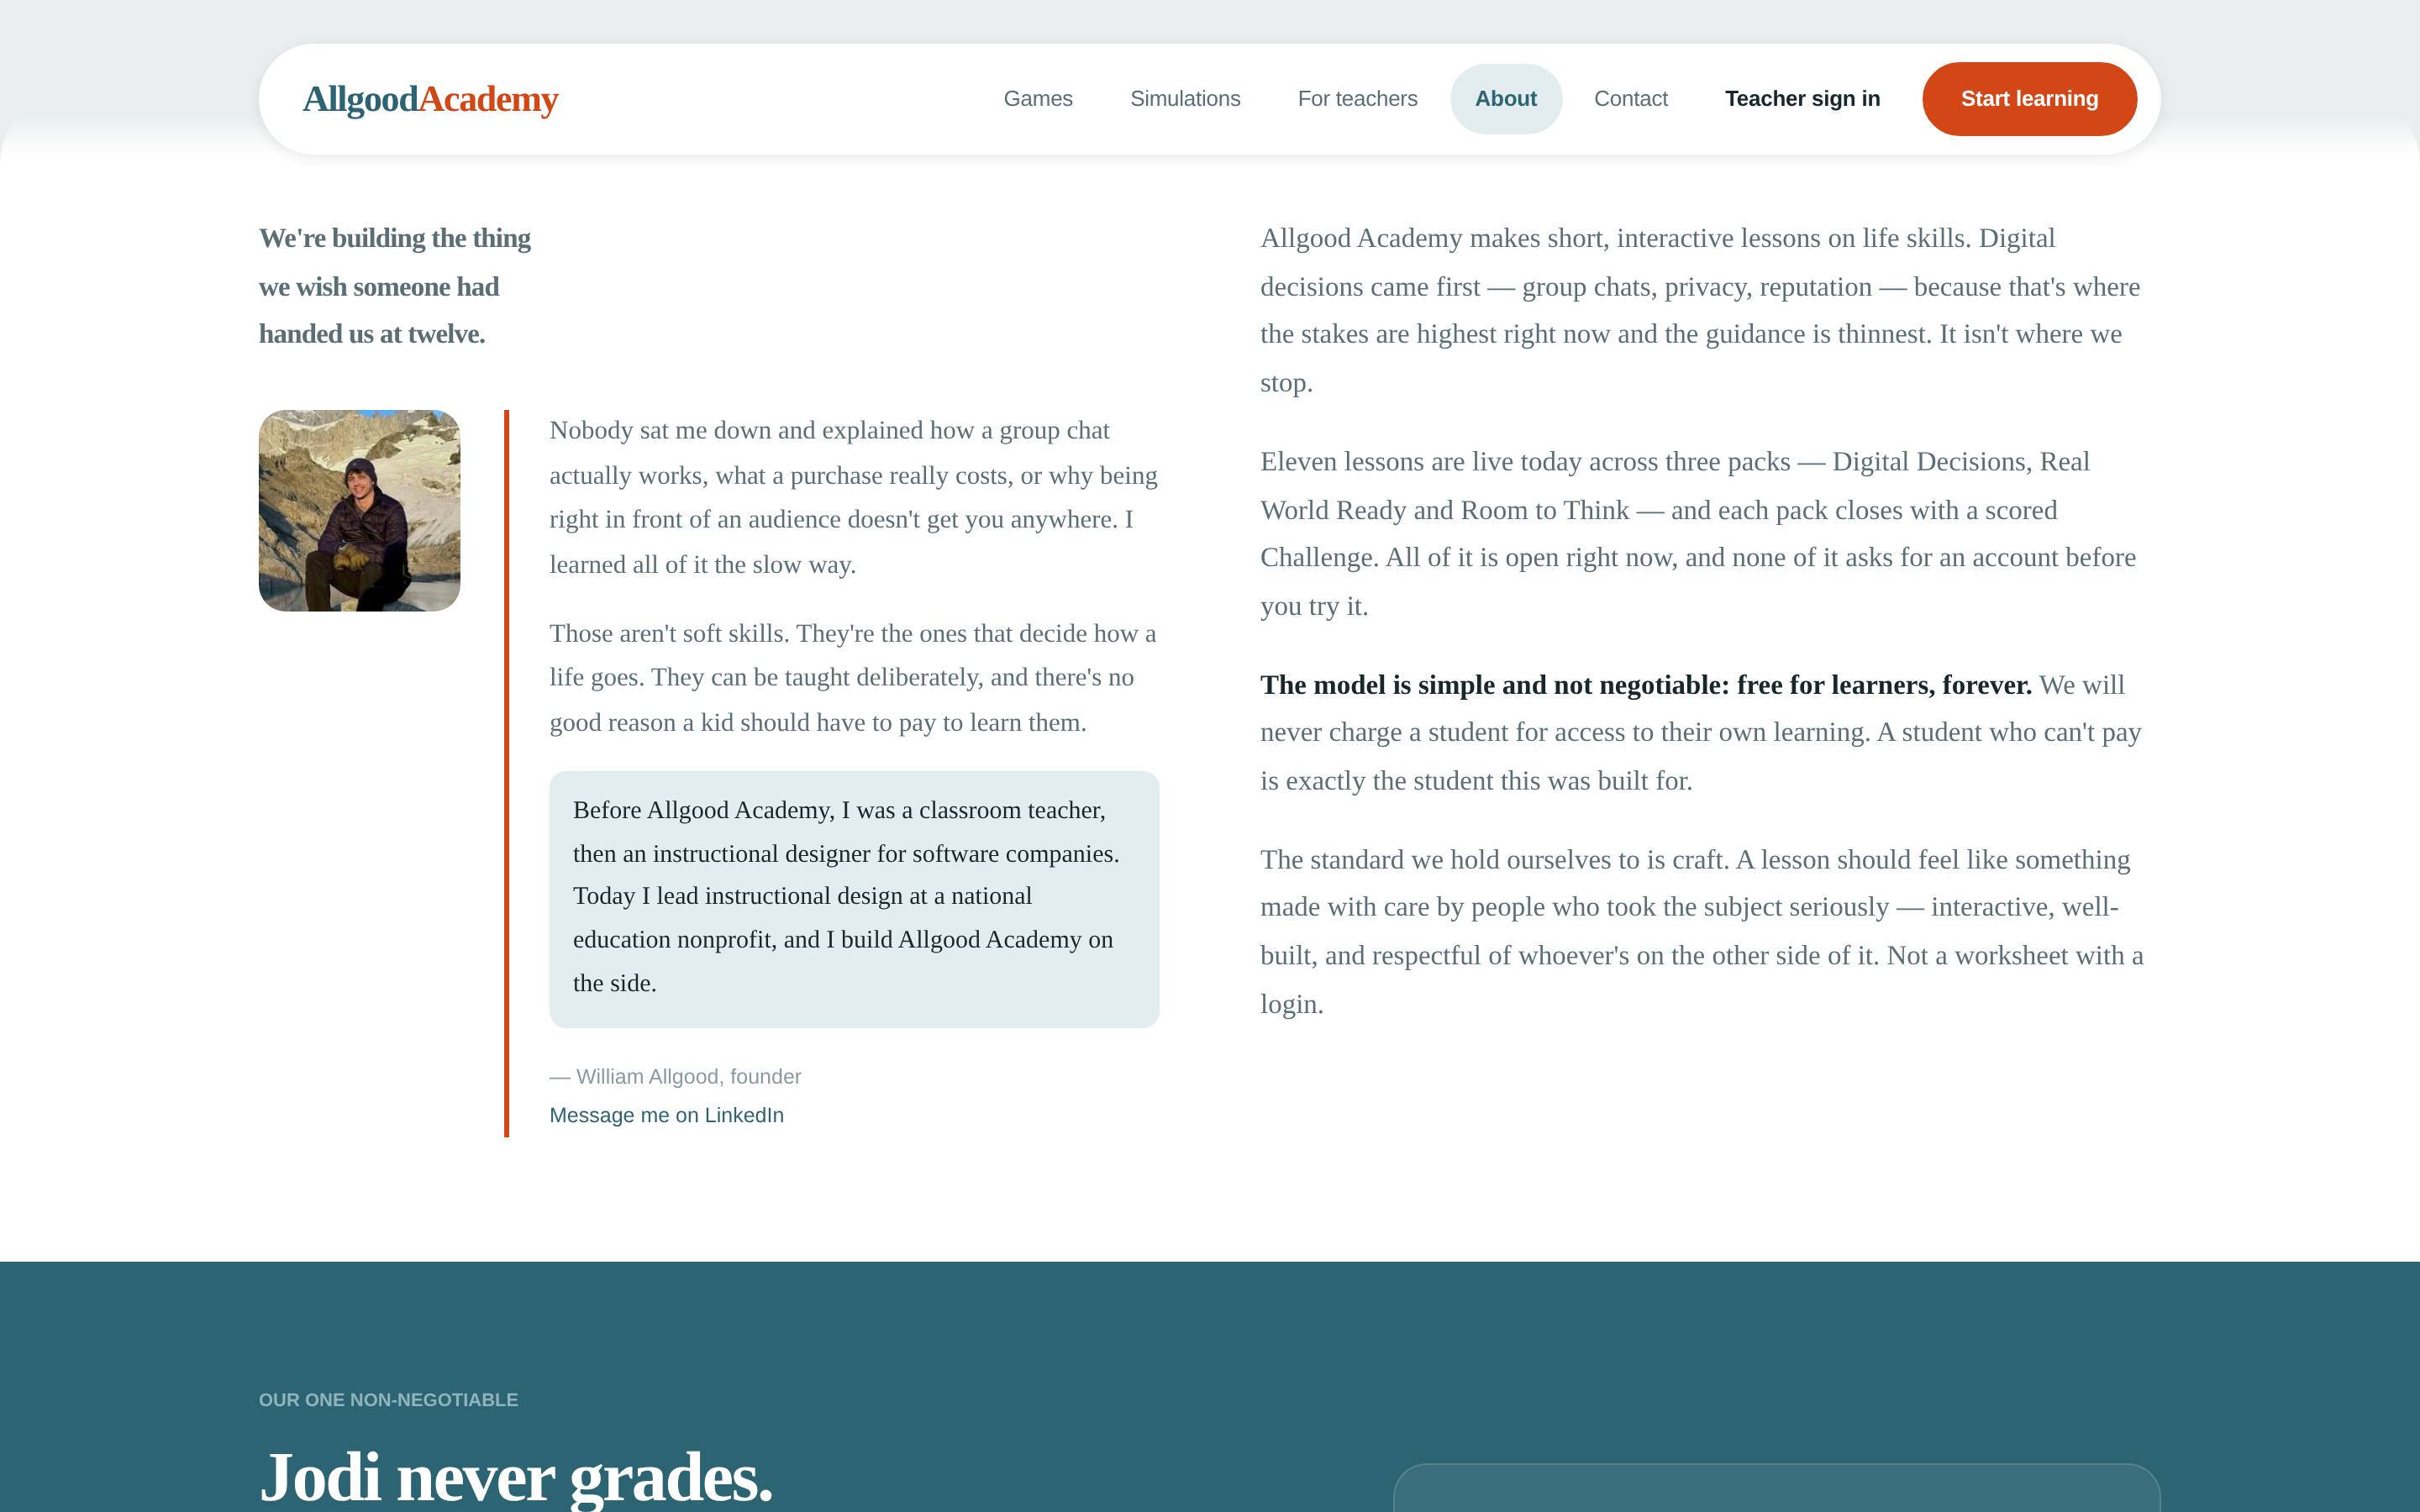 AllgoodAcademy
Games
Simulations
For teachers
About
Contact
Teacher sign in
Start learning
We're building the thing
we wish someone had
handed us at twelve.
Nobody sat me down and explained how a group chat
actually works, what a purchase really costs, or why being
right in front of an audience doesn't get you anywhere. I
learned all of it the slow way.
Those aren't soft skills. They're the ones that decide how a
life goes. They can be taught deliberately, and there's no
good reason a kid should have to pay to learn them.
Before Allgood Academy, I was a classroom teacher,
then an instructional designer for software companies.
Today I lead instructional design at a national
education nonprofit, and I build Allgood Academy on
the side.
— William Allgood, founder
Message me on LinkedIn
Allgood Academy makes short, interactive lessons on life skills. Digital
decisions came first — group chats, privacy, reputation — because that's where
the stakes are highest right now and the guidance is thinnest. It isn't where we
stop.
Eleven lessons are live today across three packs — Digital Decisions, Real
World Ready and Room to Think — and each pack closes with a scored
Challenge. All of it is open right now, and none of it asks for an account before
you try it.
The model is simple and not negotiable: free for learners, forever. We will
never charge a student for access to their own learning. A student who can't pay
is exactly the student this was built for.
The standard we hold ourselves to is craft. A lesson should feel like something
made with care by people who took the subject seriously — interactive, well-
built, and respectful of whoever's on the other side of it. Not a worksheet with a
login.
OUR ONE NON-NEGOTIABLE
Jodi never grades.